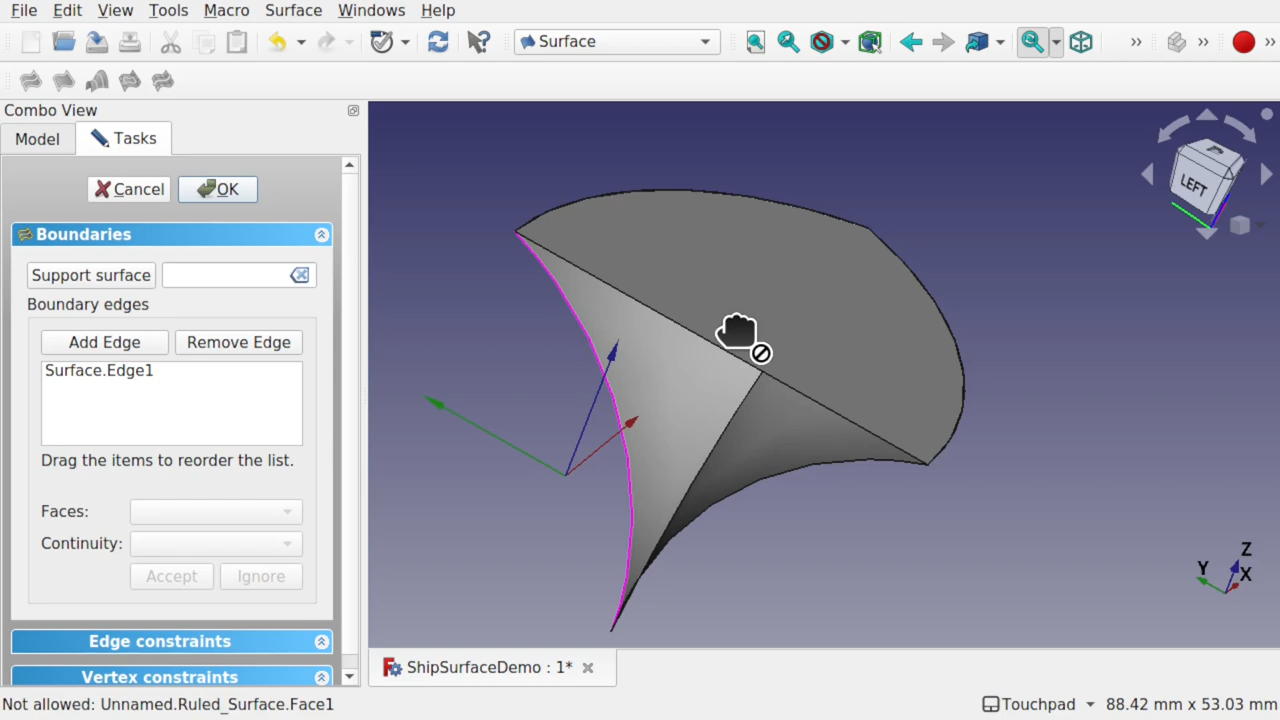 File Edit View Tools Macro Surface Windows Help
Surface
Combo View
Model Tasks
Cancel OK
Boundaries
Support surface
Boundary edges
Add Edge Remove Edge
Surface.Edge1
Drag the items to reorder the list.
Faces:
Continuity:
Accept Ignore
Edge constraints
Vertex constraints
LEFT
Z
Y X
ShipSurfaceDemo : 1*
Not allowed: Unnamed.Ruled_Surface.Face1
Touchpad 88.42 mm x 53.03 mm